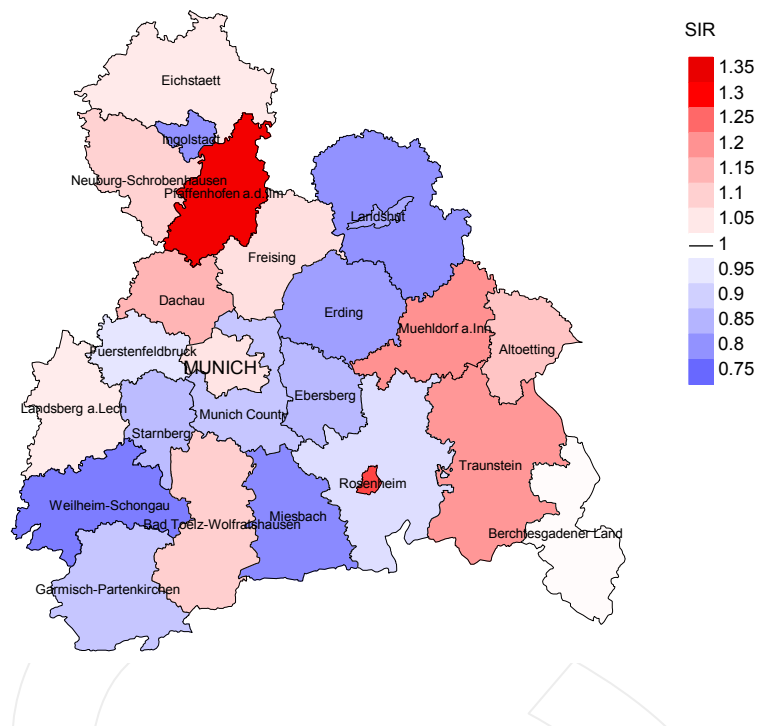 SIR
1.35
1.3
1.25
1.2
1.15
1.1
1.05
1
0.95
0.9
0.85
0.8
0.75
Eichstaett
Ingolstadt
Neuburg-Schrobenhausen
Pfaffenhofen a.d.Ilm
Landshut
Freising
Dachau
Erding
Muehldorf a.Inn
Altoetting
Fuerstenfeldbruck
MUNICH
Ebersberg
Landsberg a.Lech
Munich County
Starnberg
Traunstein
Rosenheim
Weilheim-Schongau
Miesbach
Bad Toelz-Wolfratshausen
Berchtesgadener Land
Garmisch-Partenkirchen